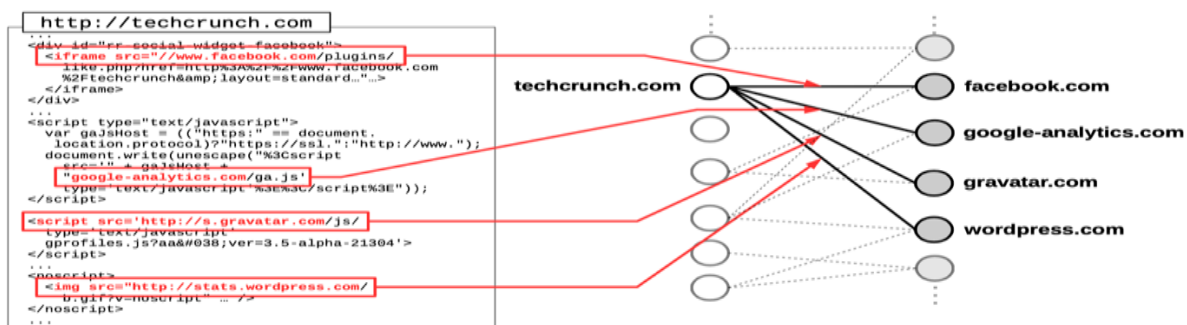 http://techcrunch.com
...
<div id="rr_social_widget_facebook">
<iframe src="//www.facebook.com/plugins/
like.php?href=http%3A%2F%2Fwww.facebook.com
%2Ftechcrunch&amp;layout=standard…"…>
</iframe>
</div>
...
<script type="text/javascript">
var gaJsHost = (("https:" == document.
location.protocol)?"https://ssl.":"http://www.");
document.write(unescape("%3Cscript
src='" + gaJsHost +
"google-analytics.com/ga.js'
type='text/javascript'%3E%3C/script%3E"));
</script>
...
<script src='http://s.gravatar.com/js/
type='text/javascript'
gprofiles.js?aa&#038;ver=3.5-alpha-21304'>
</script>
...
<noscript>
<img src="http://stats.wordpress.com/
b.gif?v=noscript" … />
</noscript>
...
techcrunch.com
facebook.com
google-analytics.com
gravatar.com
wordpress.com